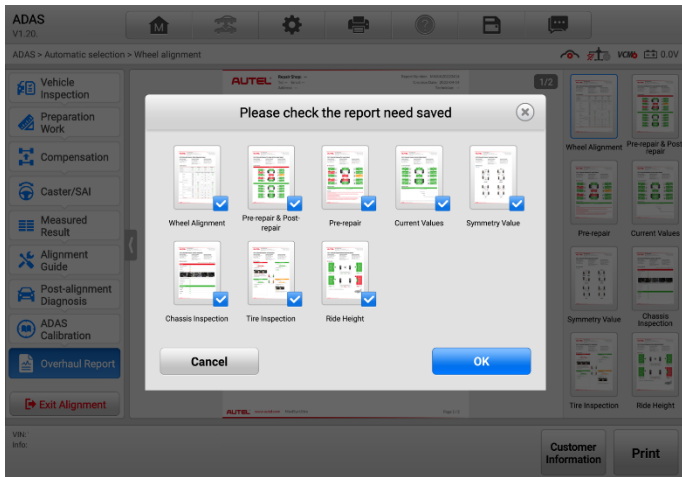 ADAS
V1.20.
M
?
ADAS > Automatic selection > Wheel alignment
VCMI
0.0V
Vehicle
Inspection
Preparation
Work
Compensation
Caster/SAI
Measured
Result
Alignment
Guide
Post-alignment
Diagnosis
ADAS
Calibration
Overhaul Report
Exit Alignment
AUTEL
1/2
Please check the report need saved
Wheel Alignment
Pre-repair & Post-
repair
Pre-repair
Current Values
Symmetry Value
Chassis Inspection
Tire Inspection
Ride Height
Cancel
OK
Wheel Alignment
Pre-repair & Post-
repair
Pre-repair
Current Values
Symmetry Value
Chassis
Inspection
Tire Inspection
Ride Height
AUTEL
VIN:
Info:
Customer
Information
Print